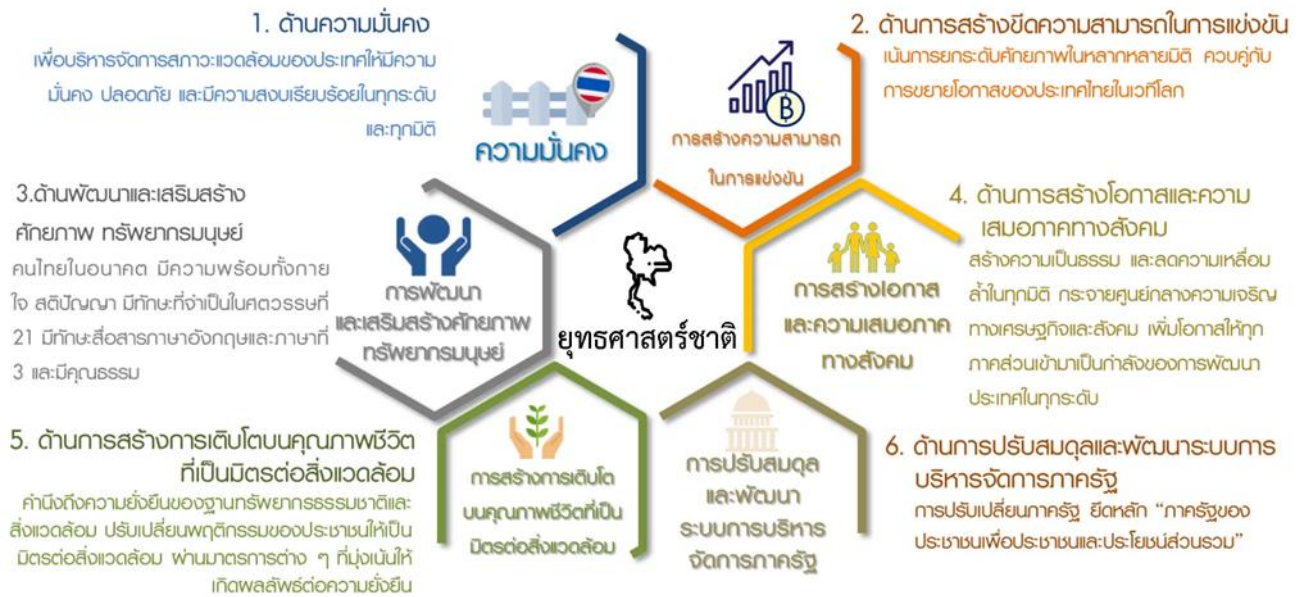 1. ด้านความมั่นคง
เพื่อบริหารจัดการสภาวะแวดล้อมของประเทศให้มีความ
มั่นคง ปลอดภัย และมีความสงบเรียบร้อยในทุกระดับ
และทุกมิติ
ความมั่นคง
2. ด้านการสร้างขีดความสามารถในการแข่งขัน
เน้นการยกระดับศักยภาพในหลากหลายมิติ ควบคู่กับ
การขยายโอกาสของประเทศไทยในเวทีโลก
฿
การสร้างความสามารถ
ในการแข่งขัน
3.ด้านพัฒนาและเสริมสร้าง
ศักยภาพ ทรัพยากรมนุษย์
คนไทยในอนาคต มีความพร้อมทั้งกาย
ใจ สติปัญญา มีทักษะที่จำเป็นในศตวรรษที่
21 มีทักษะสื่อสารภาษาอังกฤษและภาษาที่
3 และมีคุณธรรม
การพัฒนา
และเสริมสร้างศักยภาพ
ทรัพยากรมนุษย์
ยุทธศาสตร์ชาติ
การสร้างโอกาส
และความเสมอภาค
ทางสังคม
4. ด้านการสร้างโอกาสและความ
เสมอภาคทางสังคม
สร้างความเป็นธรรม และลดความเหลื่อม
ล้ำในทุกมิติ กระจายศูนย์กลางความเจริญ
ทางเศรษฐกิจและสังคม เพิ่มโอกาสให้ทุก
ภาคส่วนเข้ามาเป็นกำลังของการพัฒนา
ประเทศในทุกระดับ
5. ด้านการสร้างการเติบโตบนคุณภาพชีวิต
ที่เป็นมิตรต่อสิ่งแวดล้อม
คำนึงถึงความยั่งยืนของฐานทรัพยากรธรรมชาติและ
สิ่งแวดล้อม ปรับเปลี่ยนพฤติกรรมของประชาชนให้เป็น
มิตรต่อสิ่งแวดล้อม ผ่านมาตรการต่าง ๆ ที่มุ่งเน้นให้
เกิดผลลัพธ์ต่อความยั่งยืน
การสร้างการเติบโต
บนคุณภาพชีวิตที่เป็น
มิตรต่อสิ่งแวดล้อม
การปรับสมดุล
และพัฒนา
ระบบการบริหาร
จัดการภาครัฐ
6. ด้านการปรับสมดุลและพัฒนาระบบการ
บริหารจัดการภาครัฐ
การปรับเปลี่ยนภาครัฐ ยึดหลัก “ภาครัฐของ
ประชาชนเพื่อประชาชนและประโยชน์ส่วนรวม”